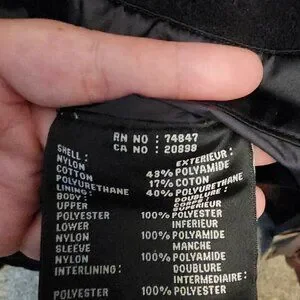 RN NO : 74847
CA NO : 20898
SHELL : EXTERIEUR :
NYLON 43% POLYAMIDE
COTTON 17% COTON
POLYURETHANE 40% POLYURETHANE
LINING : DOUBLURE :
BODY : CORPS :
UPPER SUPERIEUR
POLYESTER 100% POLYESTER
LOWER INFERIEUR
NYLON 100% POLYAMIDE
SLEEVE MANCHE
NYLON 100% POLYAMIDE
INTERLINING : DOUBLURE
INTERMEDIAIRE :
POLYESTER 100% POLYESTER